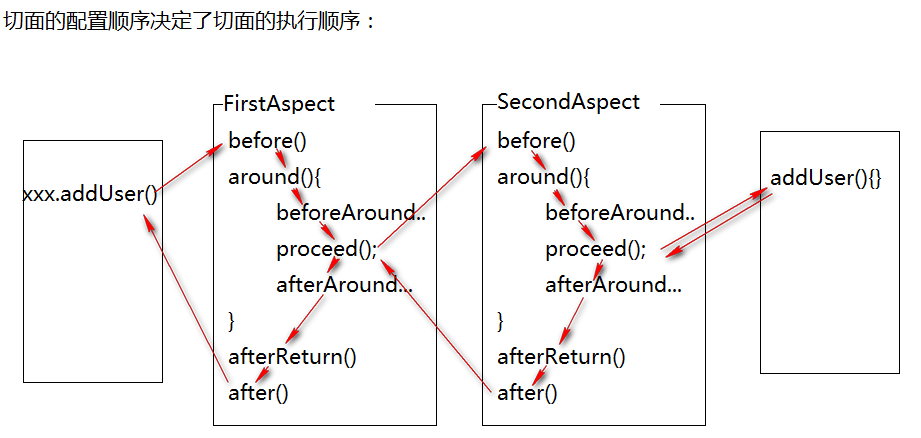 切面的配置顺序决定了切面的执行顺序：
xxx.addUser()
FirstAspect
before()
around(){
beforeAround..
proceed();
afterAround...
}
afterReturn()
after()
SecondAspect
before()
around(){
beforeAround..
proceed();
afterAround...
}
afterReturn()
after()
addUser(){}